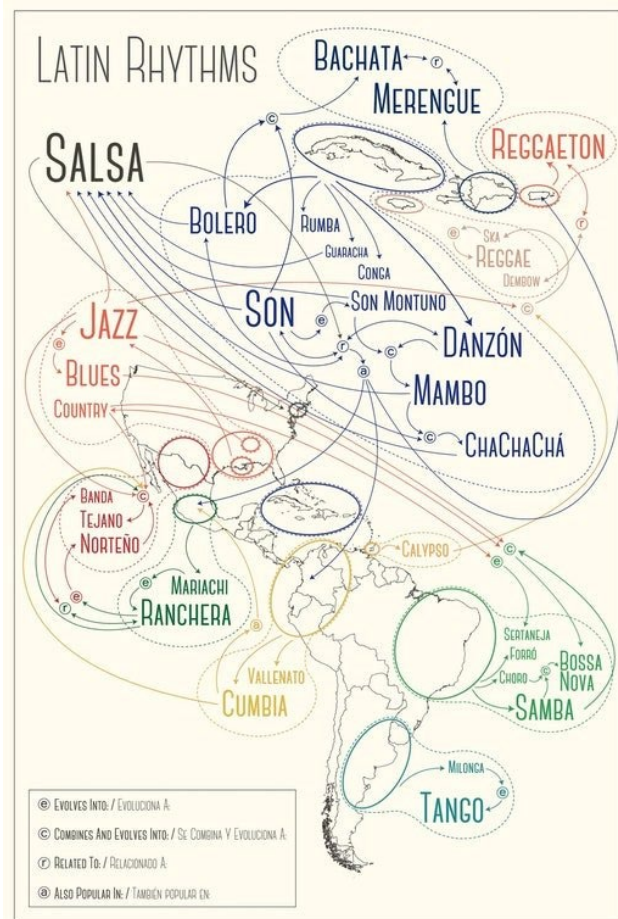 LATIN RHYTHMS
BACHATA
r
MERENGUE
c
SALSA
REGGAETON
BOLERO
RUMBA
GUARACHA
CONGA
r
e
SKA
REGGAE
DEMBOW
c
SON
SON MONTUNO
e
JAZZ
e
r
c
DANZÓN
a
BLUES
MAMBO
COUNTRY
c
CHACHACHÁ
BANDA
c
TEJANO
NORTEÑO
CALYPSO
c
e
e
MARIACHI
e
r
RANCHERA
a
SERTANEJA
FORRÓ
BOSSA
NOVA
CHORO
c
VALLENATO
CUMBIA
SAMBA
MILONGA
e
TANGO
e EVOLVES INTO: / EVOLUCIONA A:
c COMBINES AND EVOLVES INTO: / SE COMBINA Y EVOLUCIONA A:
r RELATED TO: / RELACIONADO A:
a ALSO POPULAR IN: / TAMBIÉN POPULAR EN: